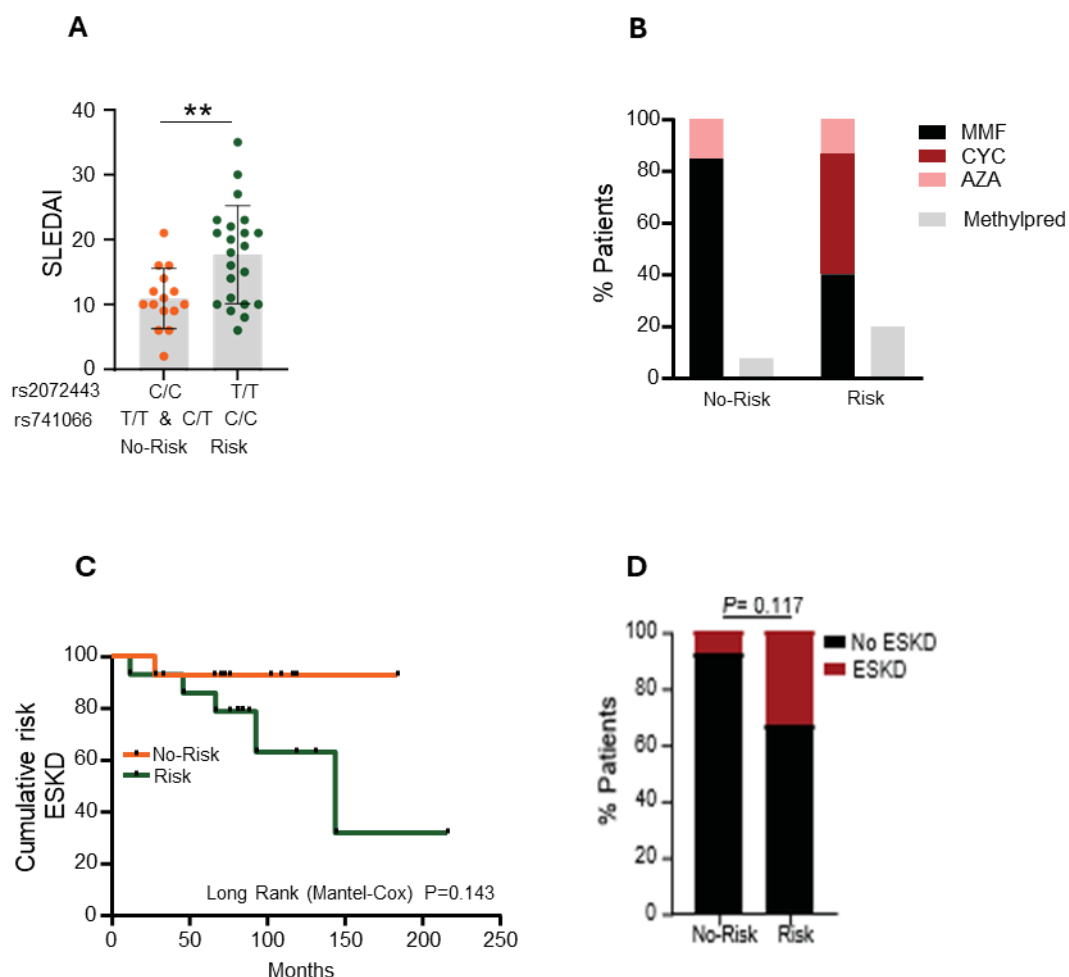 A
**
40
30
20
10
0
SLEDAI
rs2072443 C/C T/T
rs741066 T/T & C/T C/C
No-Risk Risk
B
100
80
60
40
20
0
% Patients
No-Risk Risk
MMF
CYC
AZA
Methylpred
C
100
80
60
40
20
0
Cumulative risk
ESKD
No-Risk
Risk
Long Rank (Mantel-Cox) P=0.143
0 50 100 150 200 250
Months
D
P= 0.117
100
80
60
40
20
0
% Patients
No ESKD
ESKD
No-Risk Risk